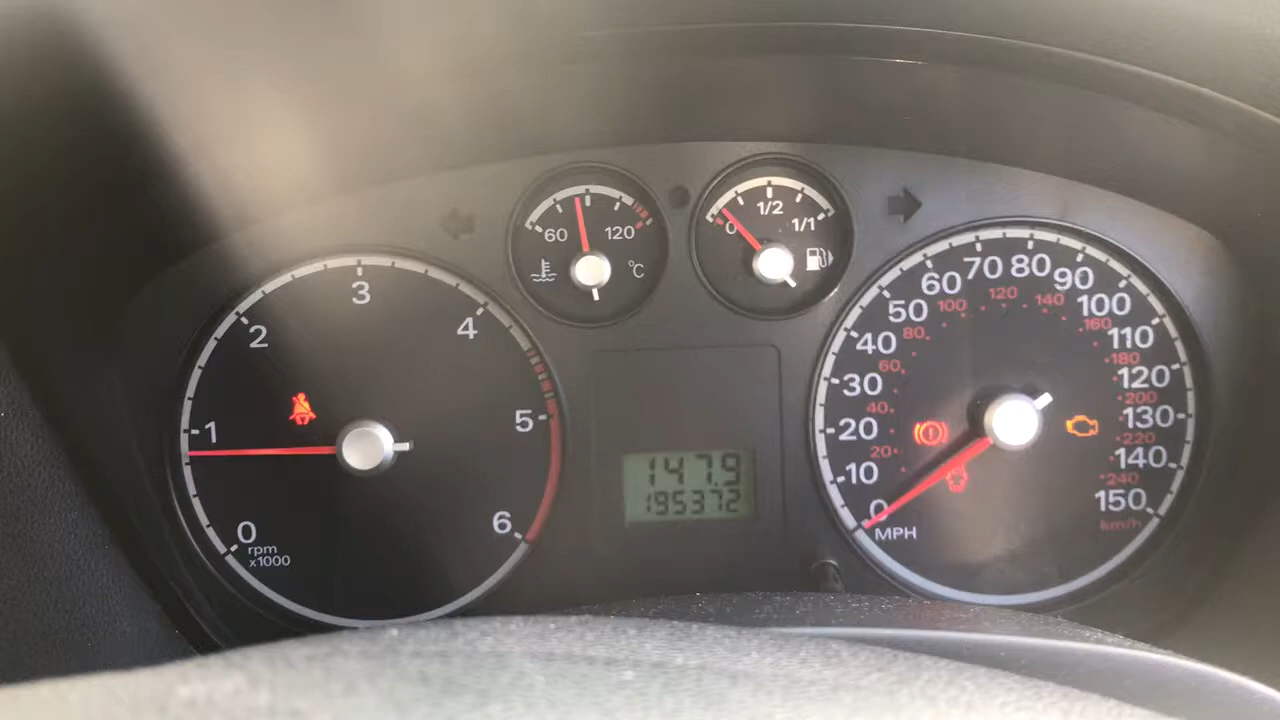 60 120
°C
0 1/2 1/1
0 1 2 3 4 5 6
rpm
x1000
147.9
195372
0 10 20 30 40 50 60 70 80 90 100 110 120 130 140 150
MPH
20 40 60 80 100 120 140 160 180 200 220 240
km/h